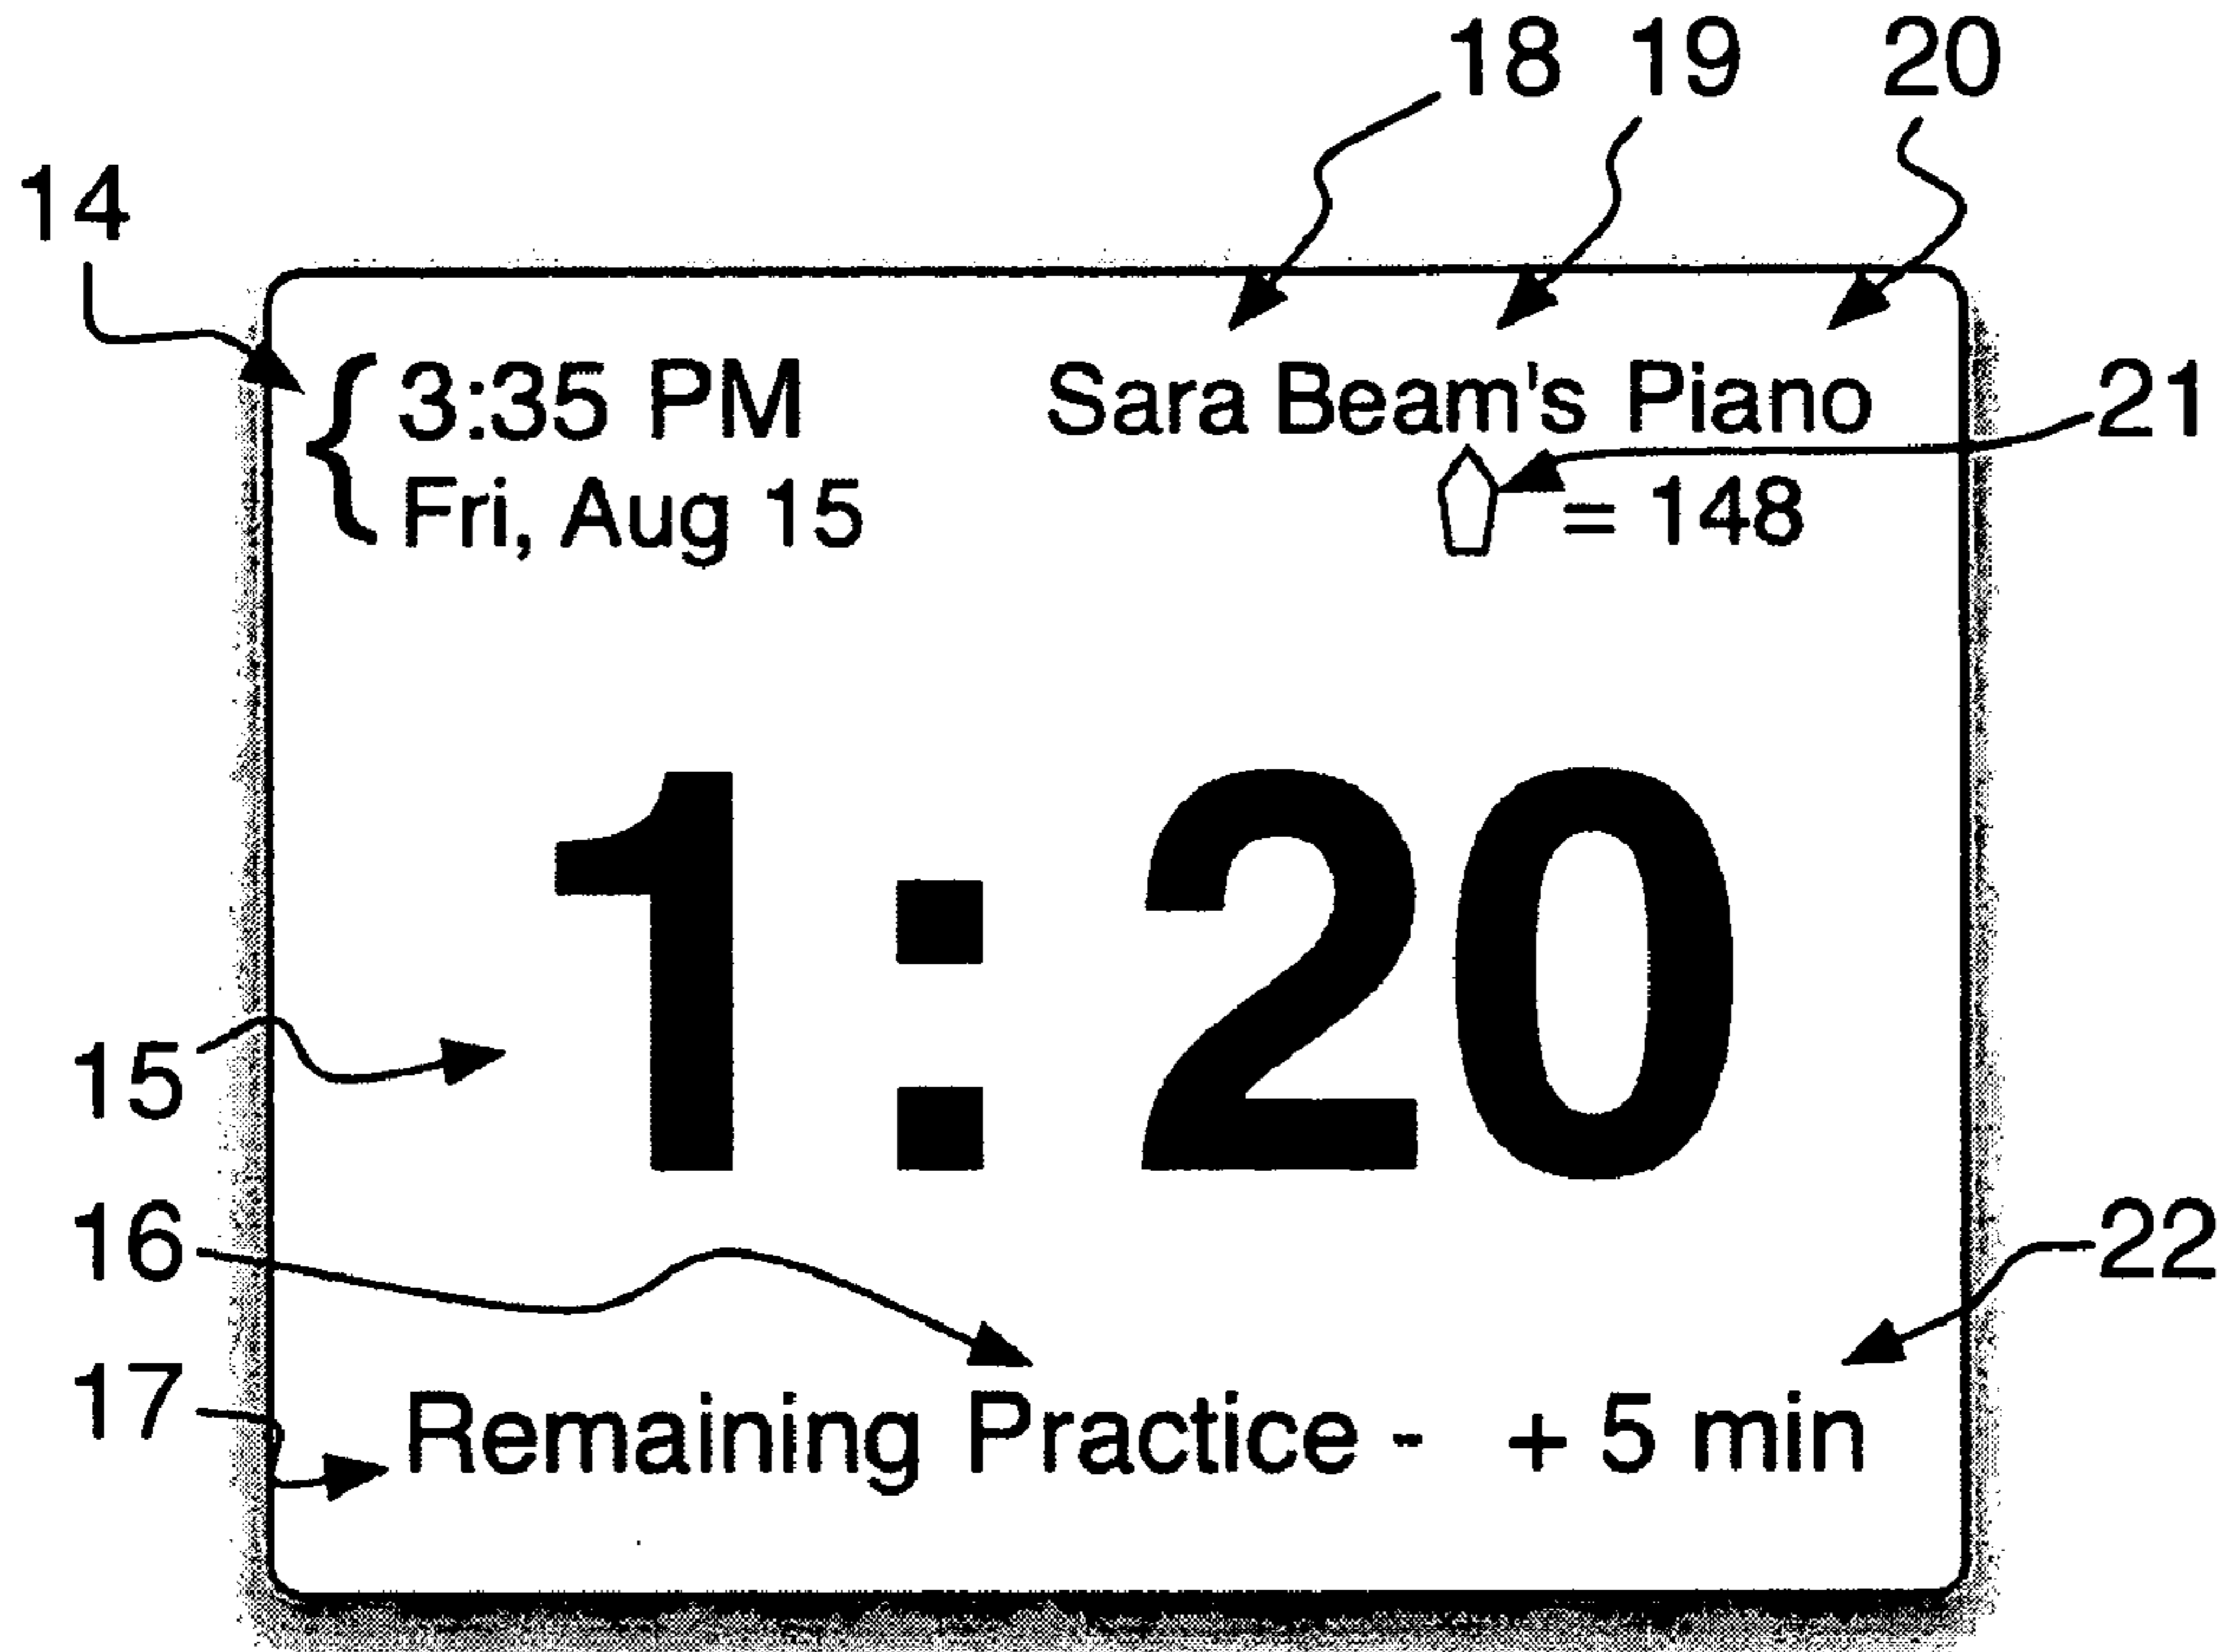 18 19 20
14
3:35 PM Sara Beam's Piano 21
Fri, Aug 15 = 148
1:20
15
16 22
17 Remaining Practice - + 5 min